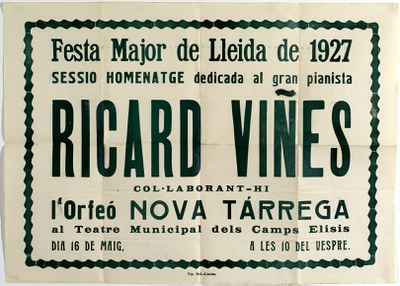 Festa Major de Lleida de 1927
SESSIO HOMENATGE dedicada al gran pianista
RICARD VIÑES
COL·LABORANT-HI
l'Orfeó NOVA TÁRREGA
al Teatre Municipal dels Camps Elisis
DIA 16 DE MAIG. A LES 10 DEL VESPRE.